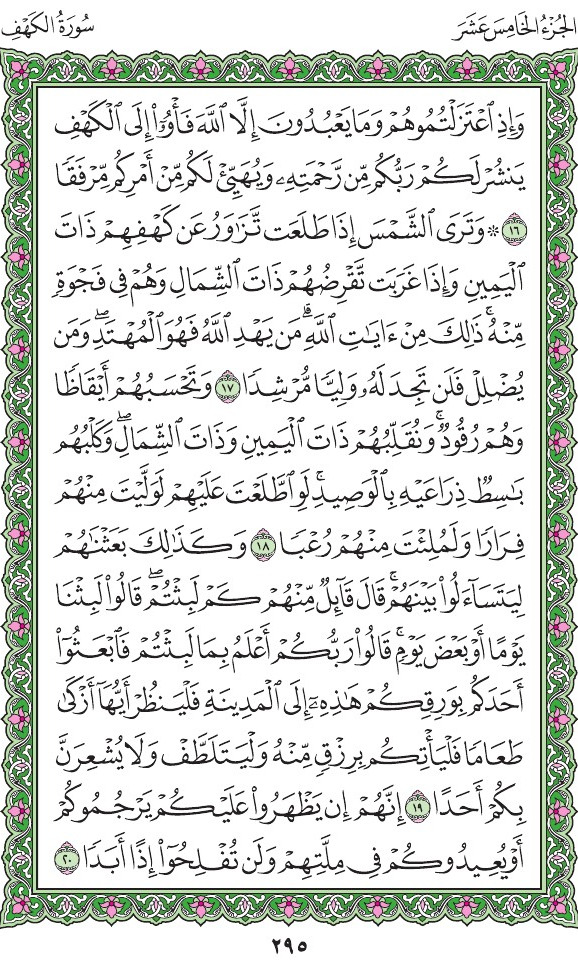 الجُزْءُ الخَامِسَ عَشَرَ
سُورَةُ الكَهْفِ
وَإِذِ ٱعۡتَزَلۡتُمُوهُمۡ وَمَا يَعۡبُدُونَ إِلَّا ٱللَّهَ فَأۡوُۥٓاْ إِلَى ٱلۡكَهۡفِ
يَنشُرۡ لَكُمۡ رَبُّكُم مِّن رَّحۡمَتِهِۦ وَيُهَيِّئۡ لَكُم مِّنۡ أَمۡرِكُم مِّرۡفَقٗا
١٦ ۞ وَتَرَى ٱلشَّمۡسَ إِذَا طَلَعَت تَّزَٰوَرُ عَن كَهۡفِهِمۡ ذَاتَ
ٱلۡيَمِينِ وَإِذَا غَرَبَت تَّقۡرِضُهُمۡ ذَاتَ ٱلشِّمَالِ وَهُمۡ فِي فَجۡوَةٖ
مِّنۡهُۚ ذَٰلِكَ مِنۡ ءَايَٰتِ ٱللَّهِۗ مَن يَهۡدِ ٱللَّهُ فَهُوَ ٱلۡمُهۡتَدِۖ وَمَن
يُضۡلِلۡ فَلَن تَجِدَ لَهُۥ وَلِيّٗا مُّرۡشِدٗا ١٧ وَتَحۡسَبُهُمۡ أَيۡقَاظٗا
وَهُمۡ رُقُودٞۚ وَنُقَلِّبُهُمۡ ذَاتَ ٱلۡيَمِينِ وَذَاتَ ٱلشِّمَالِۖ وَكَلۡبُهُم
بَٰسِطٞ ذِرَاعَيۡهِ بِٱلۡوَصِيدِۚ لَوِ ٱطَّلَعۡتَ عَلَيۡهِمۡ لَوَلَّيۡتَ مِنۡهُمۡ
فِرَارٗا وَلَمُلِئۡتَ مِنۡهُمۡ رُعۡبٗا ١٨ وَكَذَٰلِكَ بَعَثۡنَٰهُمۡ
لِيَتَسَآءَلُواْ بَيۡنَهُمۡۚ قَالَ قَآئِلٞ مِّنۡهُمۡ كَمۡ لَبِثۡتُمۡۖ قَالُواْ لَبِثۡنَا
يَوۡمًا أَوۡ بَعۡضَ يَوۡمٖۚ قَالُواْ رَبُّكُمۡ أَعۡلَمُ بِمَا لَبِثۡتُمۡ فَٱبۡعَثُوٓاْ
أَحَدَكُم بِوَرِقِكُمۡ هَٰذِهِۦٓ إِلَى ٱلۡمَدِينَةِ فَلۡيَنظُرۡ أَيُّهَآ أَزۡكَىٰ
طَعَامٗا فَلۡيَأۡتِكُم بِرِزۡقٖ مِّنۡهُ وَلۡيَتَلَطَّفۡ وَلَا يُشۡعِرَنَّ
بِكُمۡ أَحَدًا ١٩ إِنَّهُمۡ إِن يَظۡهَرُواْ عَلَيۡكُمۡ يَرۡجُمُوكُمۡ
أَوۡ يُعِيدُوكُمۡ فِي مِلَّتِهِمۡ وَلَن تُفۡلِحُوٓاْ إِذًا أَبَدٗا ٢٠
٢٩٥